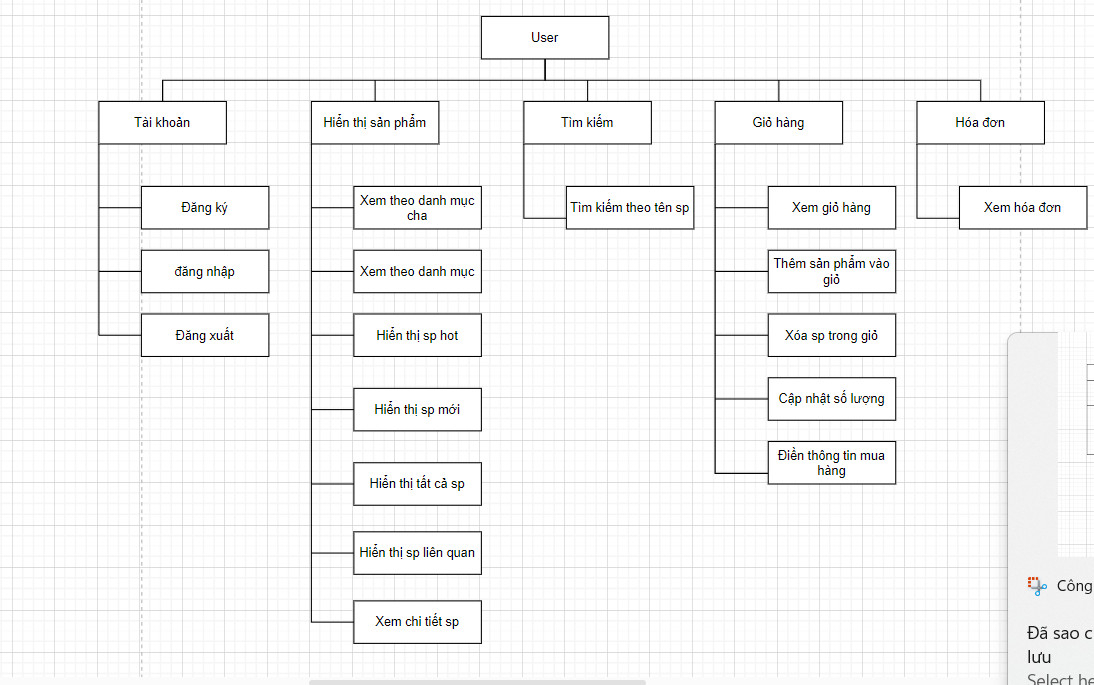 User
Tài khoản
Hiển thị sản phẩm
Tìm kiếm
Giỏ hàng
Hóa đơn
Đăng ký
đăng nhập
Đăng xuất
Xem theo danh mục
cha
Xem theo danh mục
Hiển thị sp hot
Hiển thị sp mới
Hiển thị tất cả sp
Hiển thị sp liên quan
Xem chi tiết sp
Tìm kiếm theo tên sp
Xem giỏ hàng
Thêm sản phẩm vào
giỏ
Xóa sp trong giỏ
Cập nhật số lượng
Điền thông tin mua
hàng
Xem hóa đơn
Công
Đã sao
lưu
Select